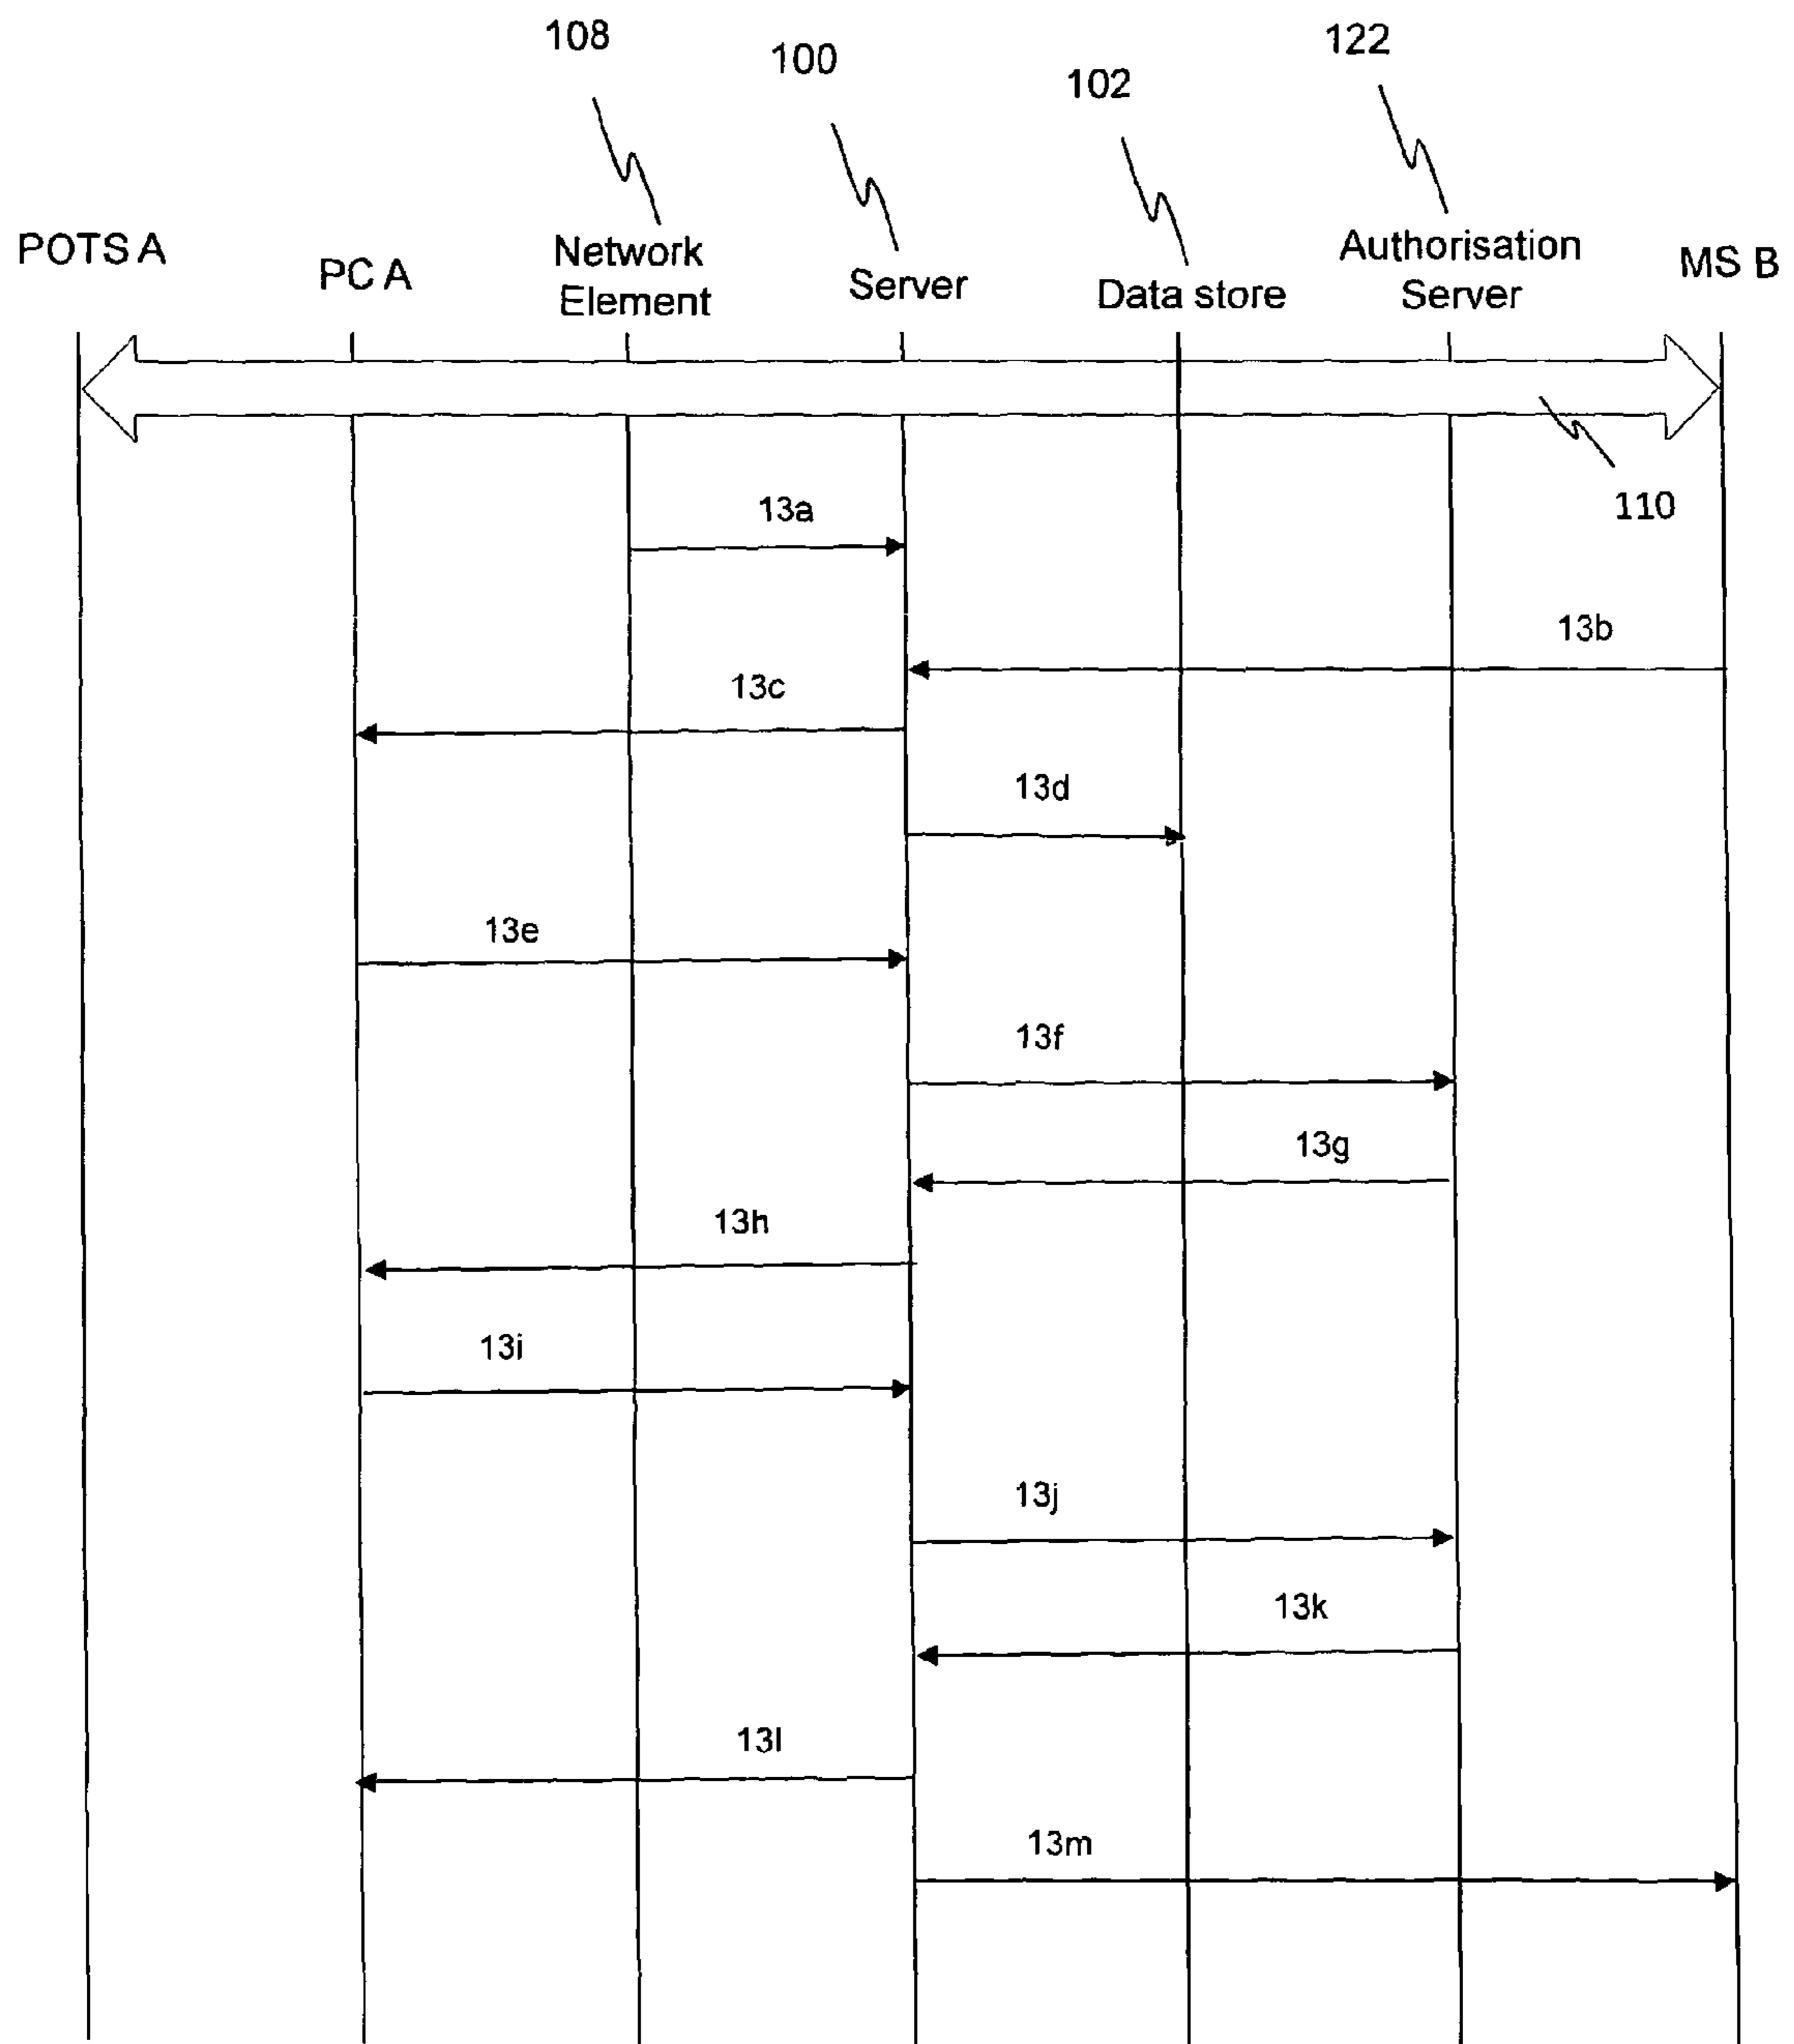 108
100
122
102
POTS A
PC A
Network
Element
Server
Data store
Authorisation
Server
MS B
110
13a
13b
13c
13d
13e
13f
13g
13h
13i
13j
13k
13l
13m